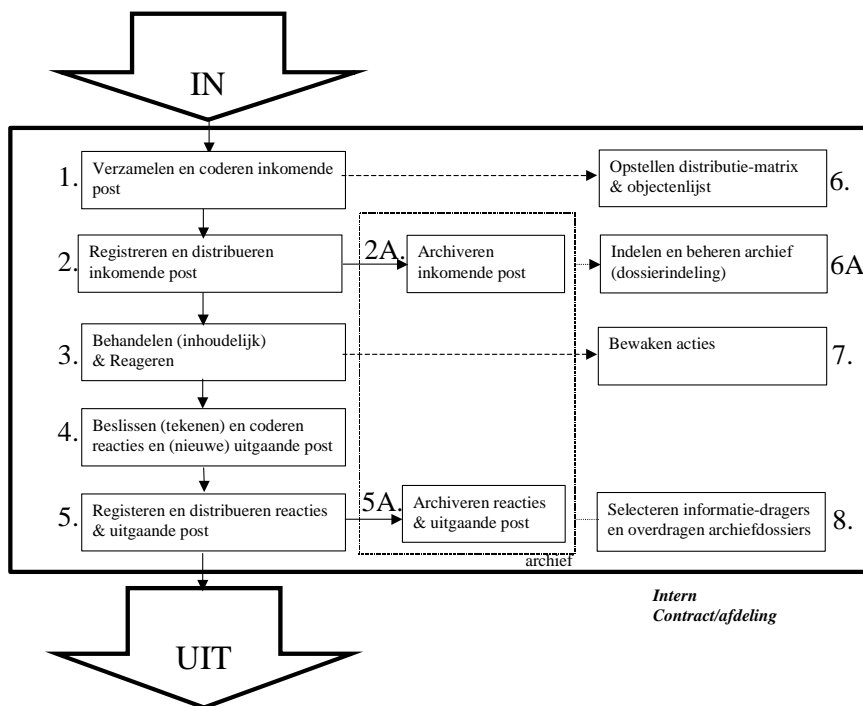 IN
1.
Verzamelen en coderen inkomende
post
Opstellen distributie-matrix
& objectenlijst
6.
2.
Registreren en distribueren
inkomende post
2A.
Archiveren
inkomende post
Indelen en beheren archief
(dossierindeling)
6A
3.
Behandelen (inhoudelijk)
& Reageren
Bewaken acties
7.
4.
Beslissen (tekenen) en coderen
reacties en (nieuwe) uitgaande post
5.
Registeren en distribueren reacties
& uitgaande post
5A.
Archiveren reacties
& uitgaande post
Selecteren informatie-dragers
en overdragen archiefdossiers
8.
archief
Intern
Contract/afdeling
UIT